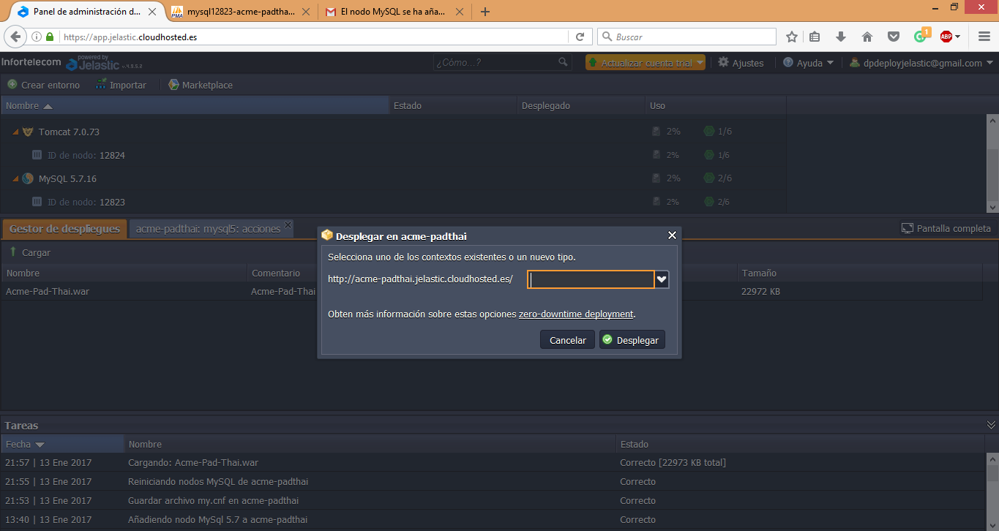 Panel de administración d...
mysql12823-acme-padtha...
El nodo MySQL se ha aña...
https://app.jelastic.cloudhosted.es
Buscar
1
ABP
Infortelecom powered by Jelastic v.4.9.5.2
¿Cómo...?
Actualizar cuenta trial
Ajustes
Ayuda
dpdeployjelastic@gmail.com
Crear entorno
Importar
Marketplace
Nombre Estado Desplegado Uso
Tomcat 7.0.73 2% 1/6
ID de nodo: 12824 2% 1/6
MySQL 5.7.16 2% 2/6
ID de nodo: 12823 2% 2/6
Gestor de despliegues
acme-padthai: mysql5: acciones
Pantalla completa
Cargar
Nombre Comentario Tamaño
Acme-Pad-Thai.war Acme-Pad-Thai 22972 KB
Desplegar en acme-padthai
Selecciona uno de los contextos existentes o un nuevo tipo.
http://acme-padthai.jelastic.cloudhosted.es/
Obten más información sobre estas opciones zero-downtime deployment.
Cancelar
Desplegar
Tareas
Fecha Nombre Estado
21:57 | 13 Ene 2017 Cargando: Acme-Pad-Thai.war Correcto [22973 KB total]
21:55 | 13 Ene 2017 Reiniciando nodos MySQL de acme-padthai Correcto
21:53 | 13 Ene 2017 Guardar archivo my.cnf en acme-padthai Correcto
13:40 | 13 Ene 2017 Añadiendo nodo MySql 5.7 a acme-padthai Correcto